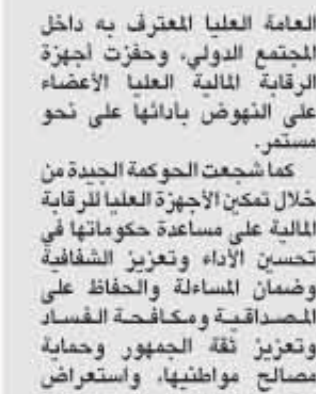 العامة العليا المعترف به داخل
المجتمع الدولي، وحفزت أجهزة
الرقابة المالية العليا الأعضاء
على النهوض بأدائها على نحو
مستمر.
كما شجعت الحوكمة الجيدة من
خلال تمكين الأجهزة العليا للرقابة
المالية على مساعدة حكوماتها في
تحسين الأداء وتعزيز الشفافية
وضمان المساءلة والحفاظ على
المصداقية ومكافحة الفساد
وتعزيز ثقة الجمهور وحماية
مصالح مواطنيها، واستعراض